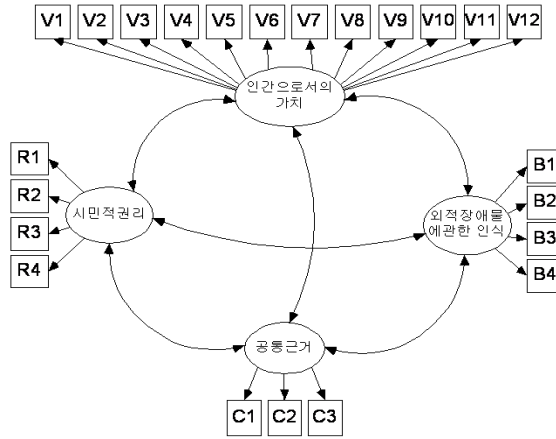 V1 V2 V3 V4 V5 V6 V7 V8 V9 V10 V11 V12
인간으로서의
가치
R1
R2
R3
R4
시민적권리
외적장애물
에관한 인식
B1
B2
B3
B4
공통근거
C1 C2 C3